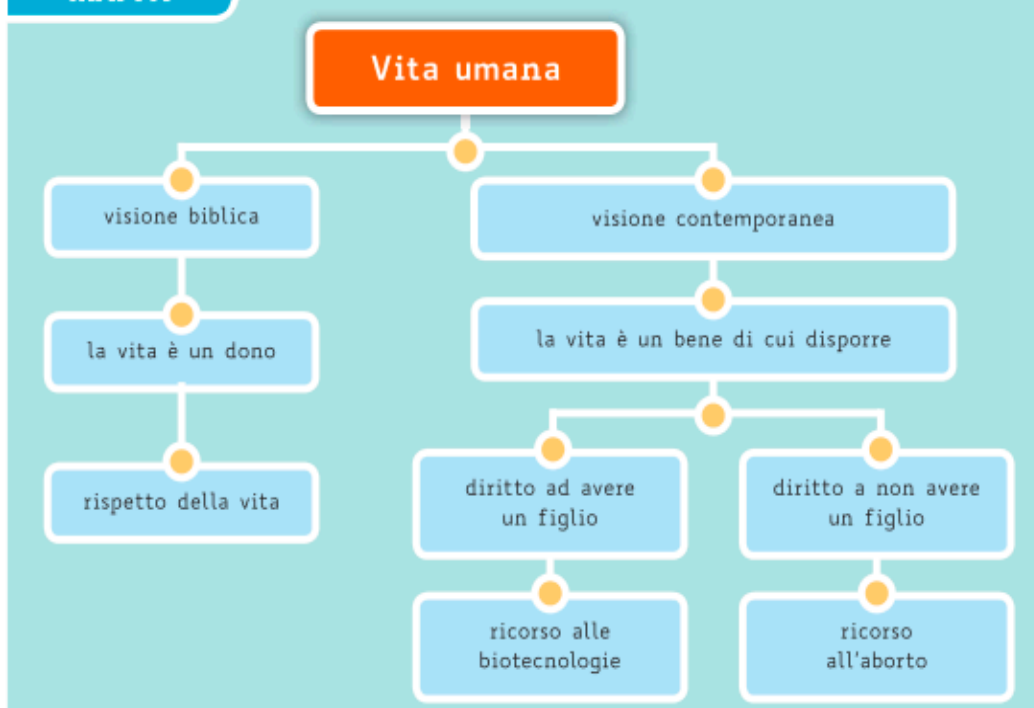 Vita umana
visione biblica
visione contemporanea
la vita è un dono
la vita è un bene di cui disporre
rispetto della vita
diritto ad avere
un figlio
diritto a non avere
un figlio
ricorso alle
biotecnologie
ricorso
all'aborto